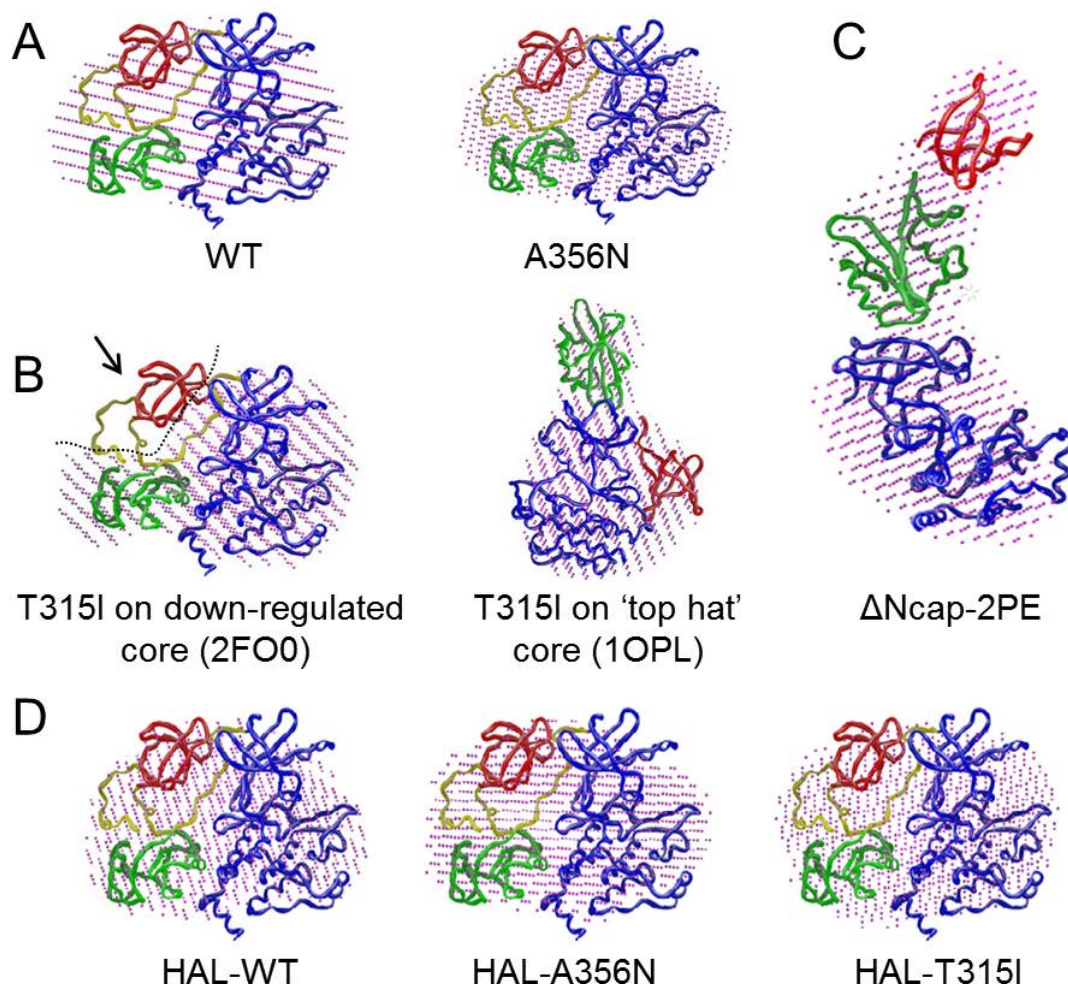 A
WT
A356N
C
B
T315I on down-regulated
core (2FO0)
T315I on ‘top hat’
core (1OPL)
ΔNcap-2PE
D
HAL-WT
HAL-A356N
HAL-T315I